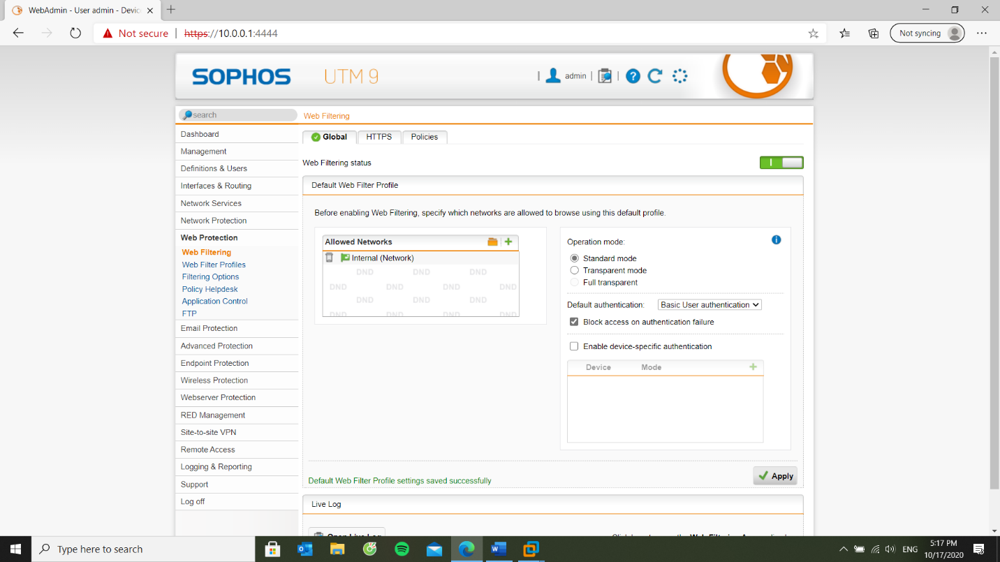 WebAdmin - User admin - Devic
Not secure
https://10.0.0.1:4444
Not syncing
SOPHOS UTM 9
admin
search
Web Filtering
Dashboard
Management
Definitions & Users
Interfaces & Routing
Network Services
Network Protection
Web Protection
Web Filtering
Web Filter Profiles
Filtering Options
Policy Helpdesk
Application Control
FTP
Email Protection
Advanced Protection
Endpoint Protection
Wireless Protection
Webserver Protection
RED Management
Site-to-site VPN
Remote Access
Logging & Reporting
Support
Log off
Global HTTPS Policies
Web Filtering status
Default Web Filter Profile
Before enabling Web Filtering, specify which networks are allowed to browse using this default profile.
Allowed Networks
Internal (Network)
DND DND DND
DND DND DND DND
DND DND DND
DND DND DND DND
Operation mode:
Standard mode
Transparent mode
Full transparent
Default authentication: Basic User authentication
Block access on authentication failure
Enable device-specific authentication
Device Mode
Default Web Filter Profile settings saved successfully
Apply
Live Log
Open Live Log
Type here to search
ENG
5:17 PM
10/17/2020